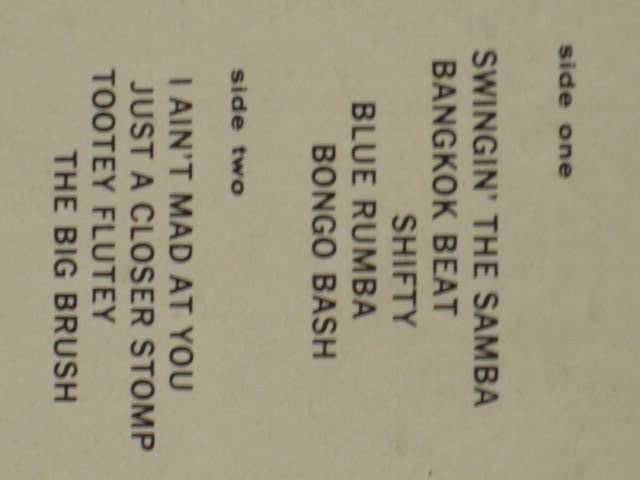 side one
SWINGIN' THE SAMBA
BANGKOK BEAT
SHIFTY
BLUE RUMBA
BONGO BASH
side two
I AIN'T MAD AT YOU
JUST A CLOSER STOMP
TOOTEY FLUTEY
THE BIG BRUSH